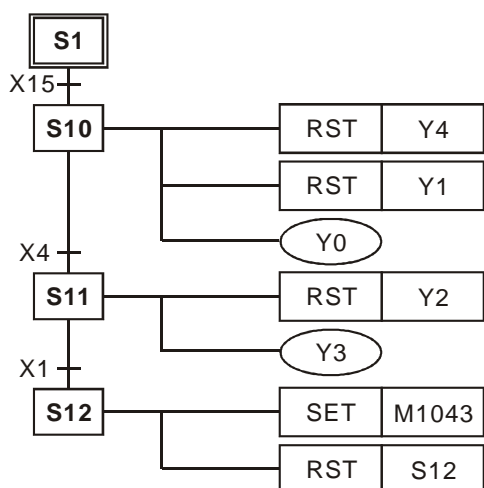 S1
X15
S10 RST Y4
RST Y1
Y0
X4
S11 RST Y2
Y3
X1
S12 SET M1043
RST S12